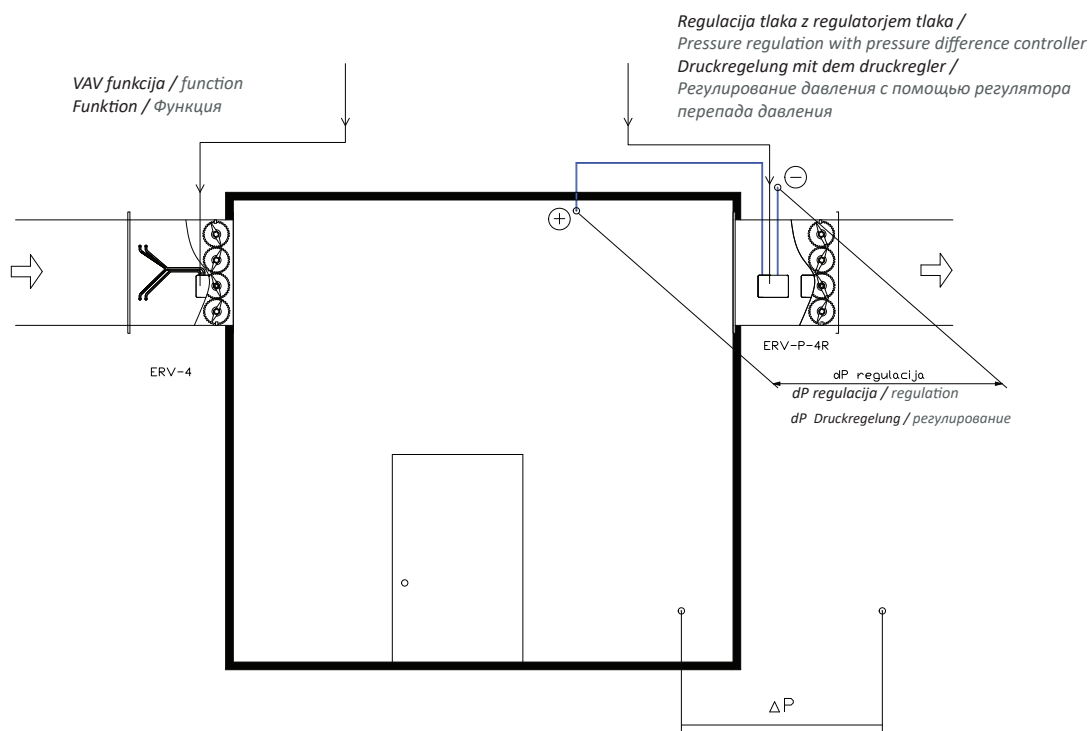 Regulacija tlaka z regulatorjem tlaka /
Pressure regulation with pressure difference controller
Druckregelung mit dem druckregler /
Регулирование давления с помощью регулятора
перепада давления
VAV funkcija / function
Funktion / Функция
+
−
ERV-4
ERV-P-4R
dP regulacija
dP regulacija / regulation
dP Druckregelung / регулирование
ΔP